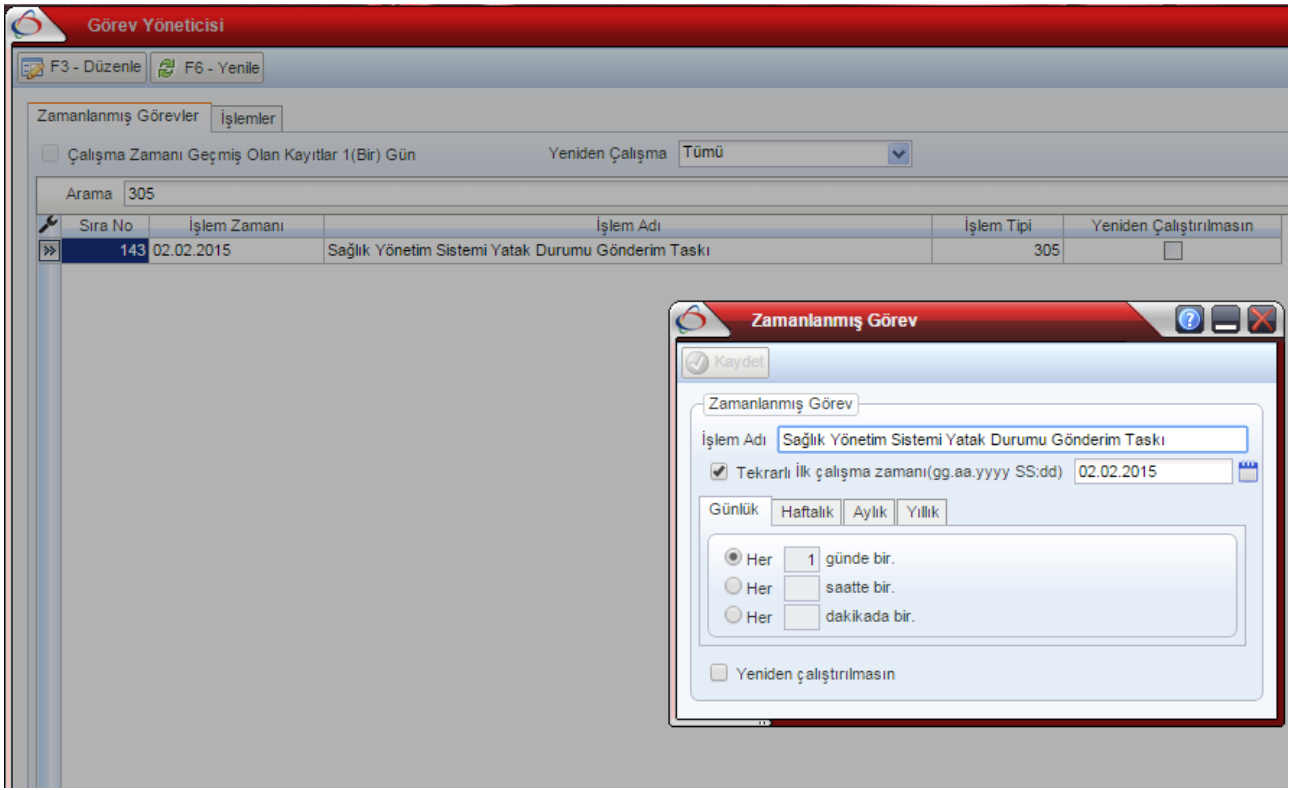 Görev Yöneticisi
F3 - Düzenle F6 - Yenile
Zamanlanmış Görevler İşlemler
Çalışma Zamanı Geçmiş Olan Kayıtlar 1(Bir) Gün Yeniden Çalışma Tümü
Arama 305
Sıra No İşlem Zamanı İşlem Adı İşlem Tipi Yeniden Çalıştırılmasın
143 02.02.2015 Sağlık Yönetim Sistemi Yatak Durumu Gönderim Taskı 305
Zamanlanmış Görev
Kaydet
Zamanlanmış Görev
İşlem Adı Sağlık Yönetim Sistemi Yatak Durumu Gönderim Taskı
Tekrarlı İlk çalışma zamanı(gg.aa.yyyy SS:dd) 02.02.2015
Günlük Haftalık Aylık Yıllık
Her 1 günde bir.
Her saatte bir.
Her dakikada bir.
Yeniden çalıştırılmasın